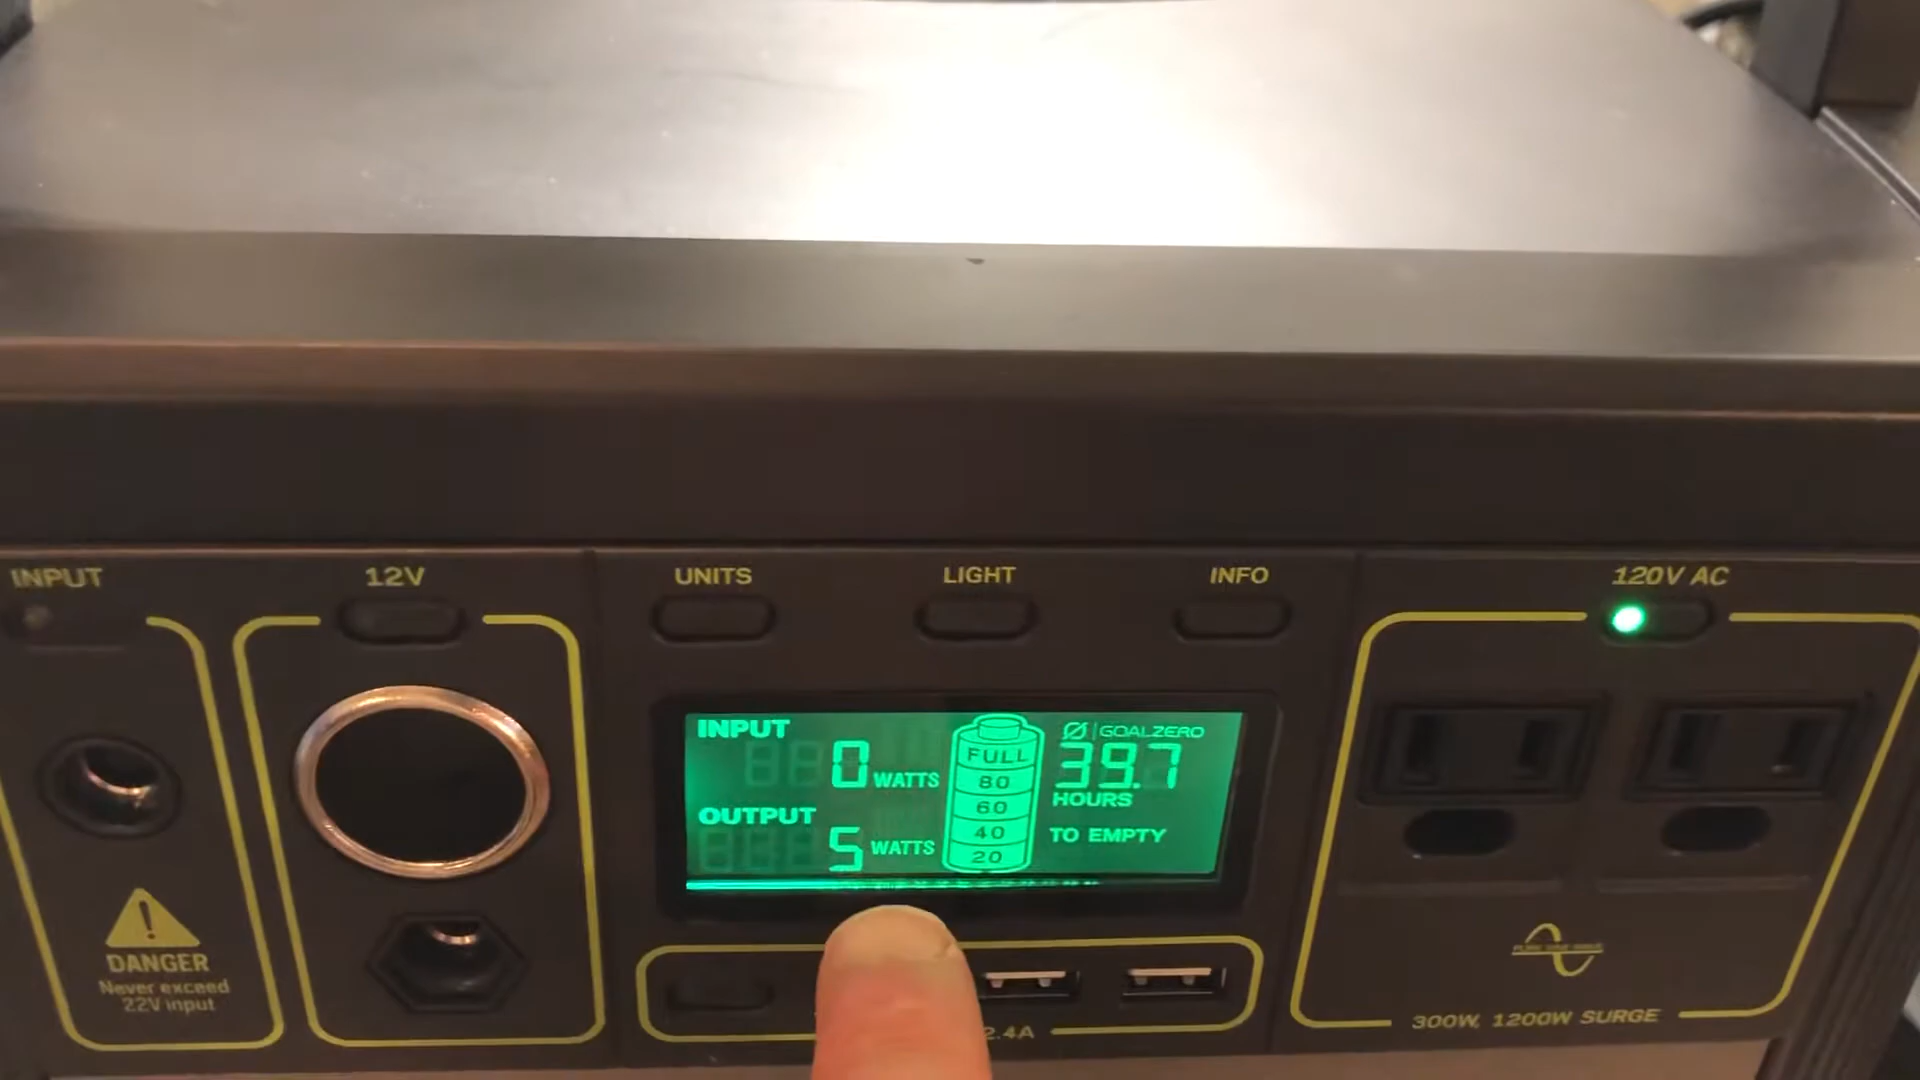 INPUT
12V
UNITS
LIGHT
INFO
120V AC
INPUT
0 WATTS
OUTPUT
5 WATTS
FULL
80
60
40
20
GOALZERO
39.7
HOURS
TO EMPTY
DANGER
Never exceed
22V input
2.4A
300W, 1200W SURGE